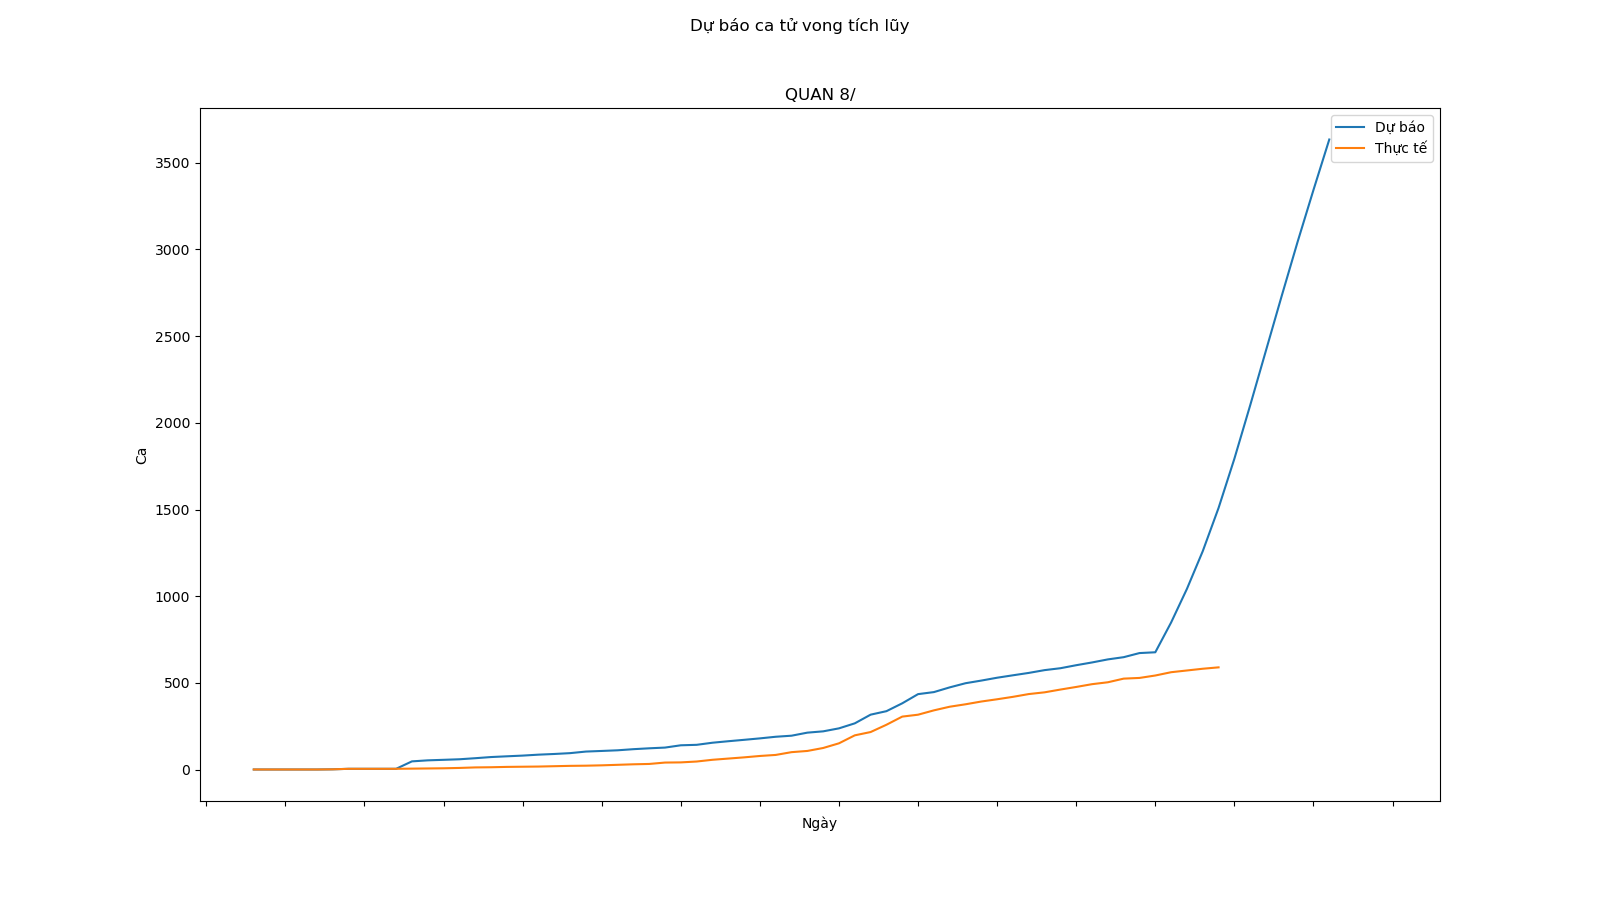 Dự báo ca tử vong tích lũy
QUAN 8/
Dự báo
Thực tế
3500
3000
2500
2000
1500
1000
500
0
Ca
Ngày